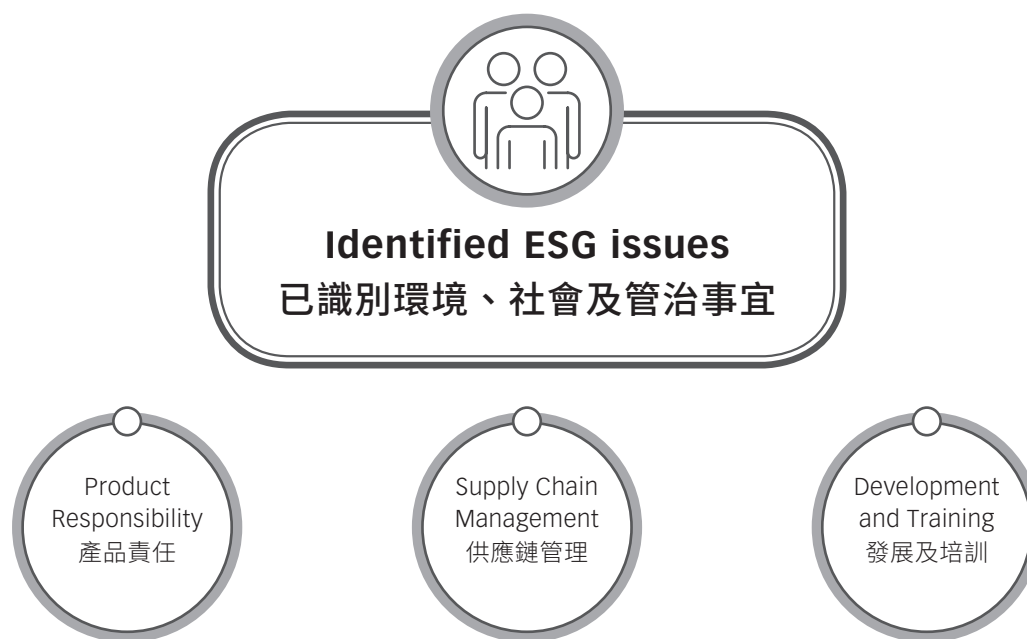 Identified ESG issues
已識別環境、社會及管治事宜
Product
Responsibility
產品責任
Supply Chain
Management
供應鏈管理
Development
and Training
發展及培訓